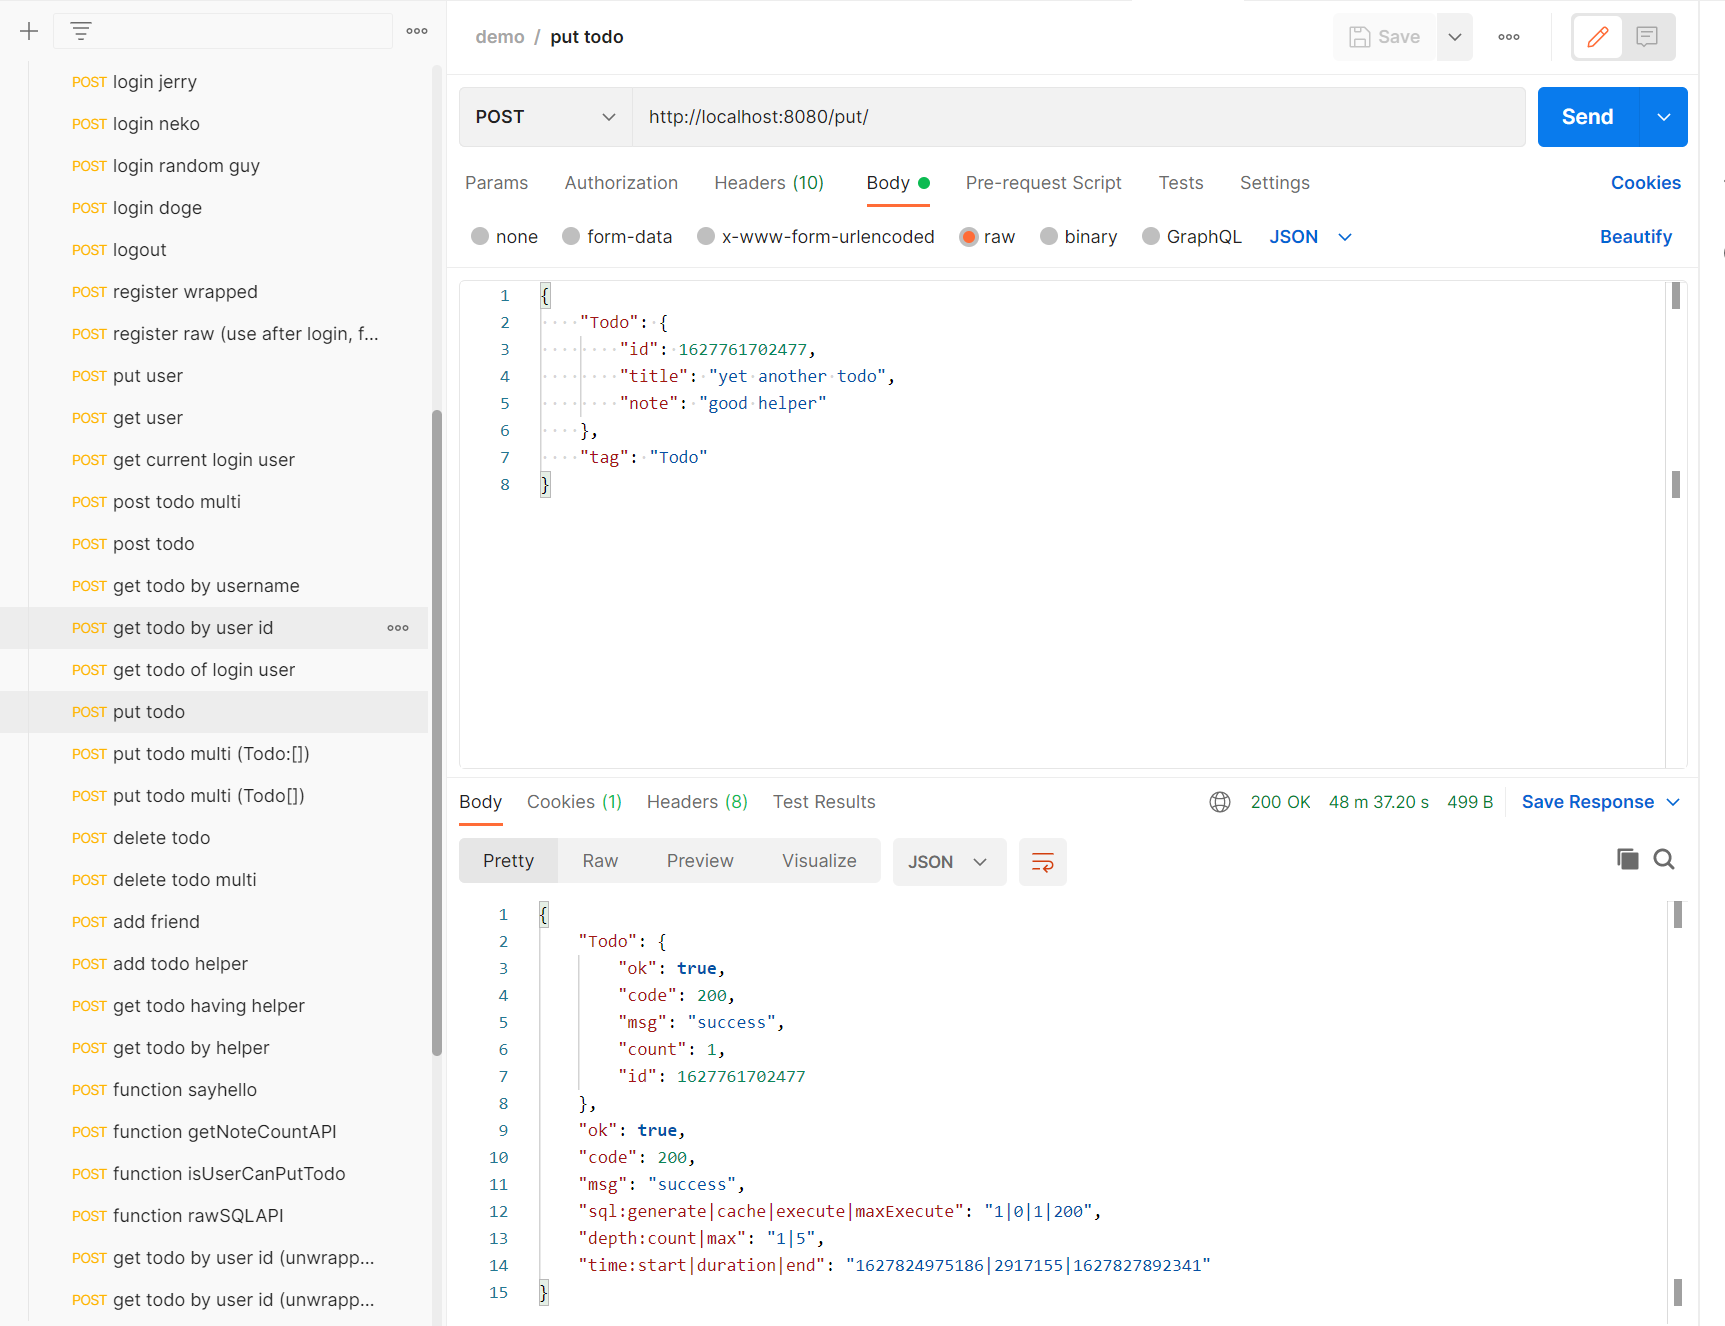 POST login jerry
POST login neko
POST login random guy
POST login doge
POST logout
POST register wrapped
POST register raw (use after login, f...
POST put user
POST get user
POST get current login user
POST post todo multi
POST post todo
POST get todo by username
POST get todo by user id
POST get todo of login user
POST put todo
POST put todo multi (Todo:[])
POST put todo multi (Todo[])
POST delete todo
POST delete todo multi
POST add friend
POST add todo helper
POST get todo having helper
POST get todo by helper
POST function sayhello
POST function getNoteCountAPI
POST function isUserCanPutTodo
POST function rawSQLAPI
POST get todo by user id (unwrapp...
POST get todo by user id (unwrapp...
demo / put todo
Save
POST http://localhost:8080/put/
Send
Params Authorization Headers (10) Body Pre-request Script Tests Settings Cookies
none form-data x-www-form-urlencoded raw binary GraphQL JSON Beautify
1 {
2 "Todo": {
3 "id": 1627761702477,
4 "title": "yet another todo",
5 "note": "good helper"
6 },
7 "tag": "Todo"
8 }
Body Cookies (1) Headers (8) Test Results 200 OK 48 m 37.20 s 499 B Save Response
Pretty Raw Preview Visualize JSON
1 {
2 "Todo": {
3 "ok": true,
4 "code": 200,
5 "msg": "success",
6 "count": 1,
7 "id": 1627761702477
8 },
9 "ok": true,
10 "code": 200,
11 "msg": "success",
12 "sql:generate|cache|execute|maxExecute": "1|0|1|200",
13 "depth:count|max": "1|5",
14 "time:start|duration|end": "1627824975186|2917155|1627827892341"
15 }